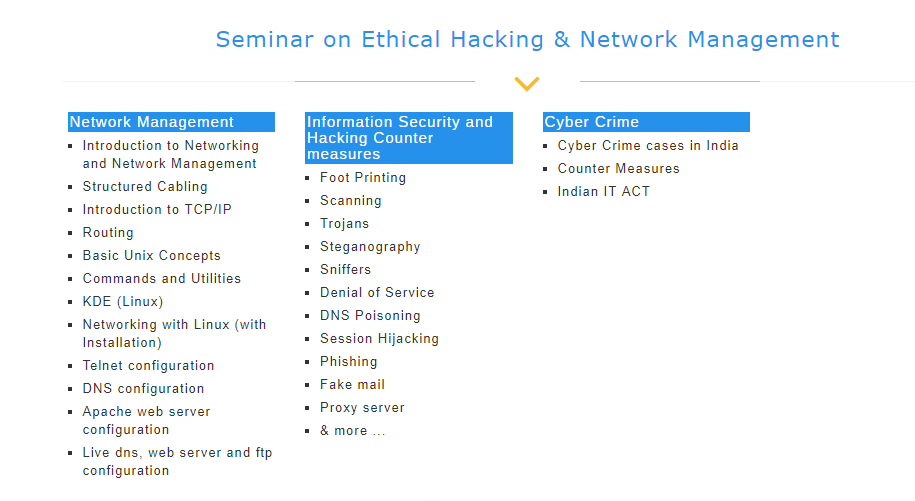 Seminar on Ethical Hacking & Network Management
Network Management
Introduction to Networking
and Network Management
Structured Cabling
Introduction to TCP/IP
Routing
Basic Unix Concepts
Commands and Utilities
KDE (Linux)
Networking with Linux (with
Installation)
Telnet configuration
DNS configuration
Apache web server
configuration
Live dns, web server and ftp
configuration
Information Security and
Hacking Counter
measures
Foot Printing
Scanning
Trojans
Steganography
Sniffers
Denial of Service
DNS Poisoning
Session Hijacking
Phishing
Fake mail
Proxy server
& more ...
Cyber Crime
Cyber Crime cases in India
Counter Measures
Indian IT ACT